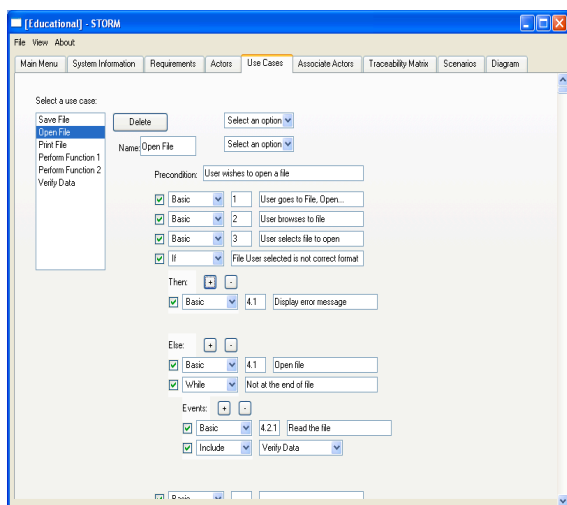 [Educational] - STORM
File View About
Main Menu System Information Requirements Actors Use Cases Associate Actors Traceability Matrix Scenarios Diagram
Select a use case:
Save File
Open File
Print File
Perform Function 1
Perform Function 2
Verify Data
Delete
Select an option
Name: Open File
Select an option
Precondition: User wishes to open a file
Basic 1 User goes to File, Open...
Basic 2 User browses to file
Basic 3 User selects file to open
If File User selected is not correct format
Then: + -
Basic 4.1 Display error message
Else: + -
Basic 4.1 Open file
While Not at the end of file
Events: + -
Basic 4.2.1 Read the file
Include Verify Data
Basic